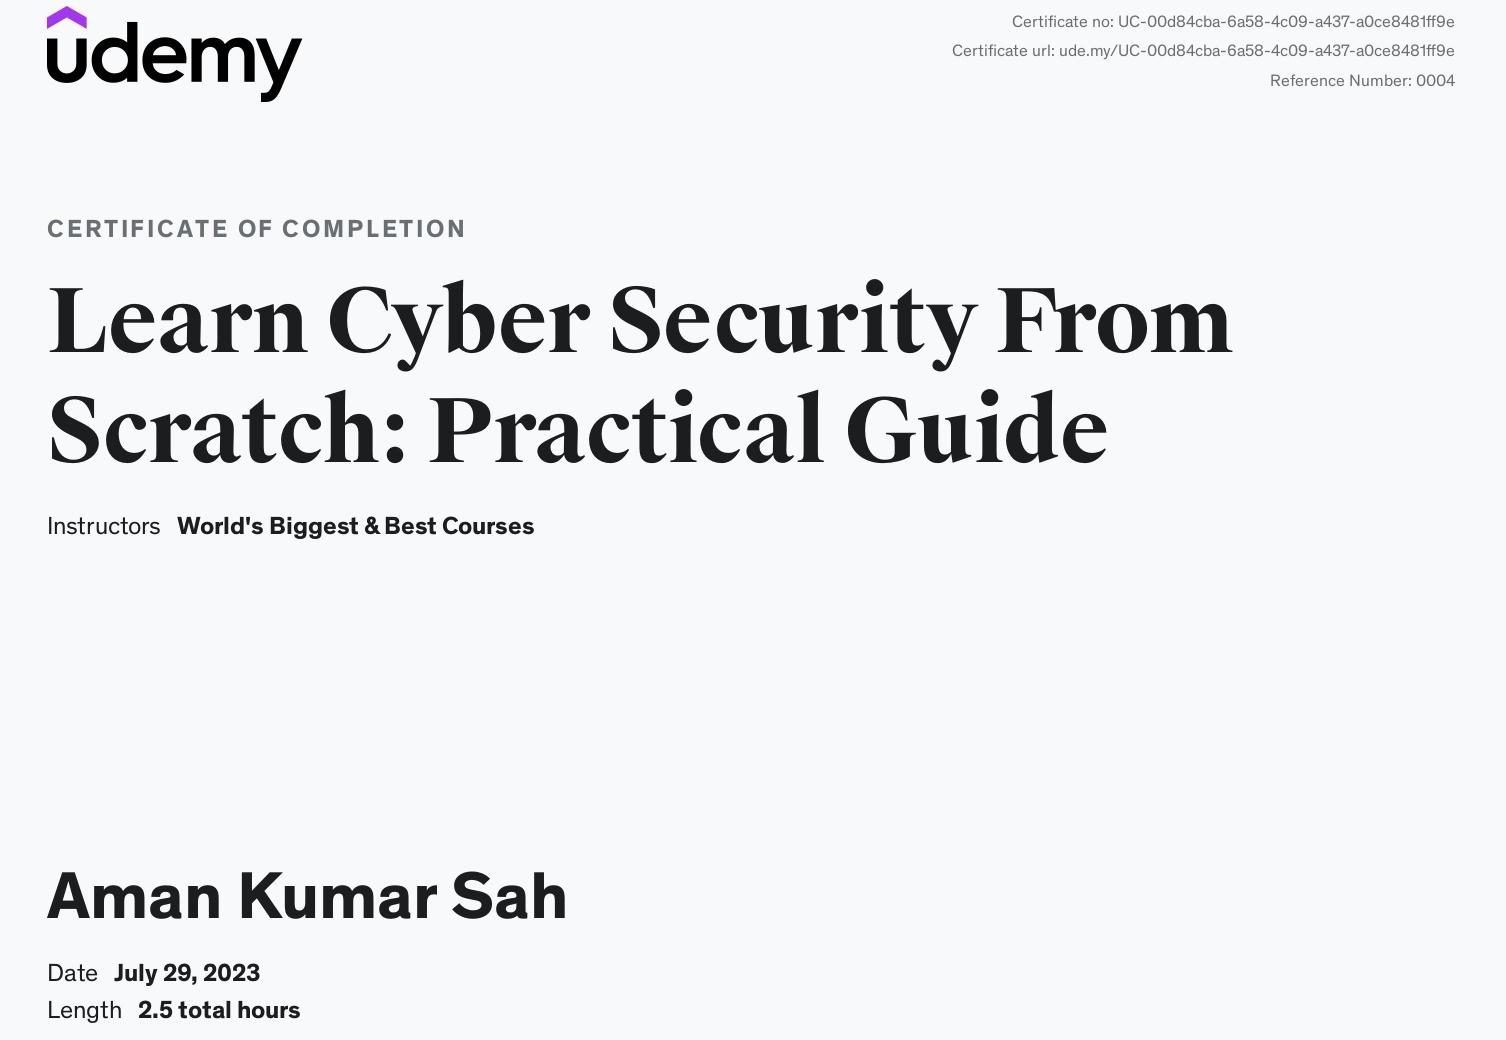 udemy
Certificate no: UC-00d84cba-6a58-4c09-a437-a0ce8481ff9e
Certificate url: ude.my/UC-00d84cba-6a58-4c09-a437-a0ce8481ff9e
Reference Number: 0004
CERTIFICATE OF COMPLETION
Learn Cyber Security From
Scratch: Practical Guide
Instructors World's Biggest & Best Courses
Aman Kumar Sah
Date July 29, 2023
Length 2.5 total hours